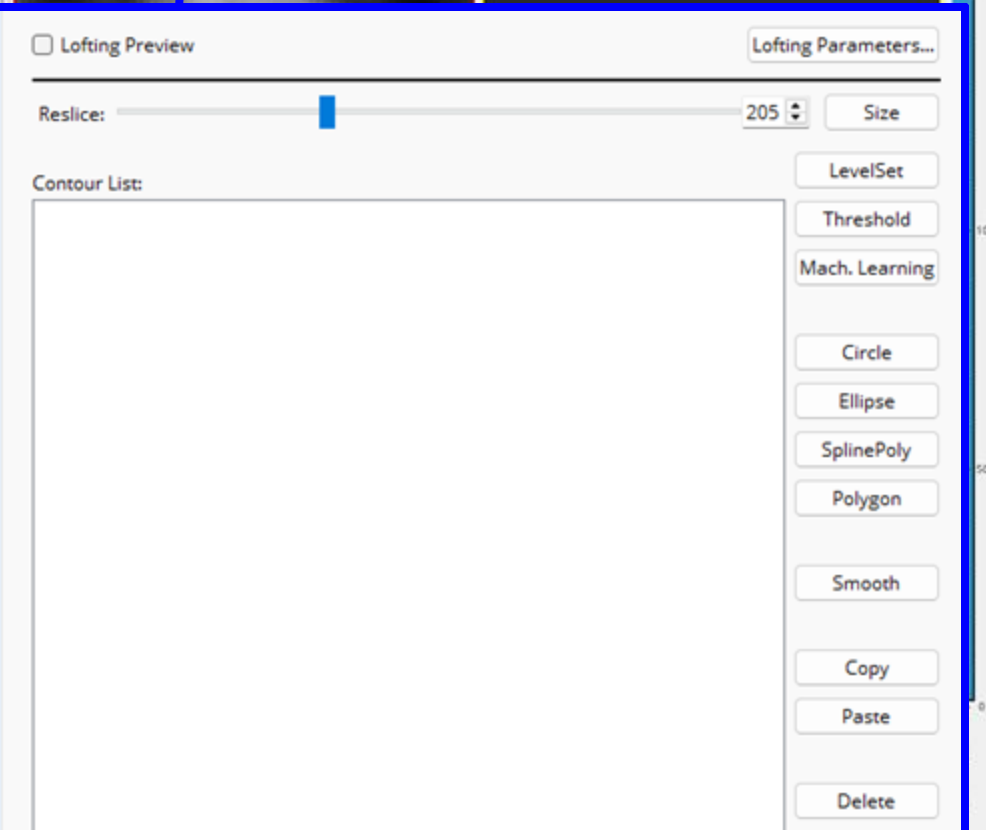 Lofting Preview
Lofting Parameters...
Reslice:
205
Size
LevelSet
Contour List:
Threshold
Mach. Learning
Circle
Ellipse
SplinePoly
Polygon
Smooth
Copy
Paste
Delete
0